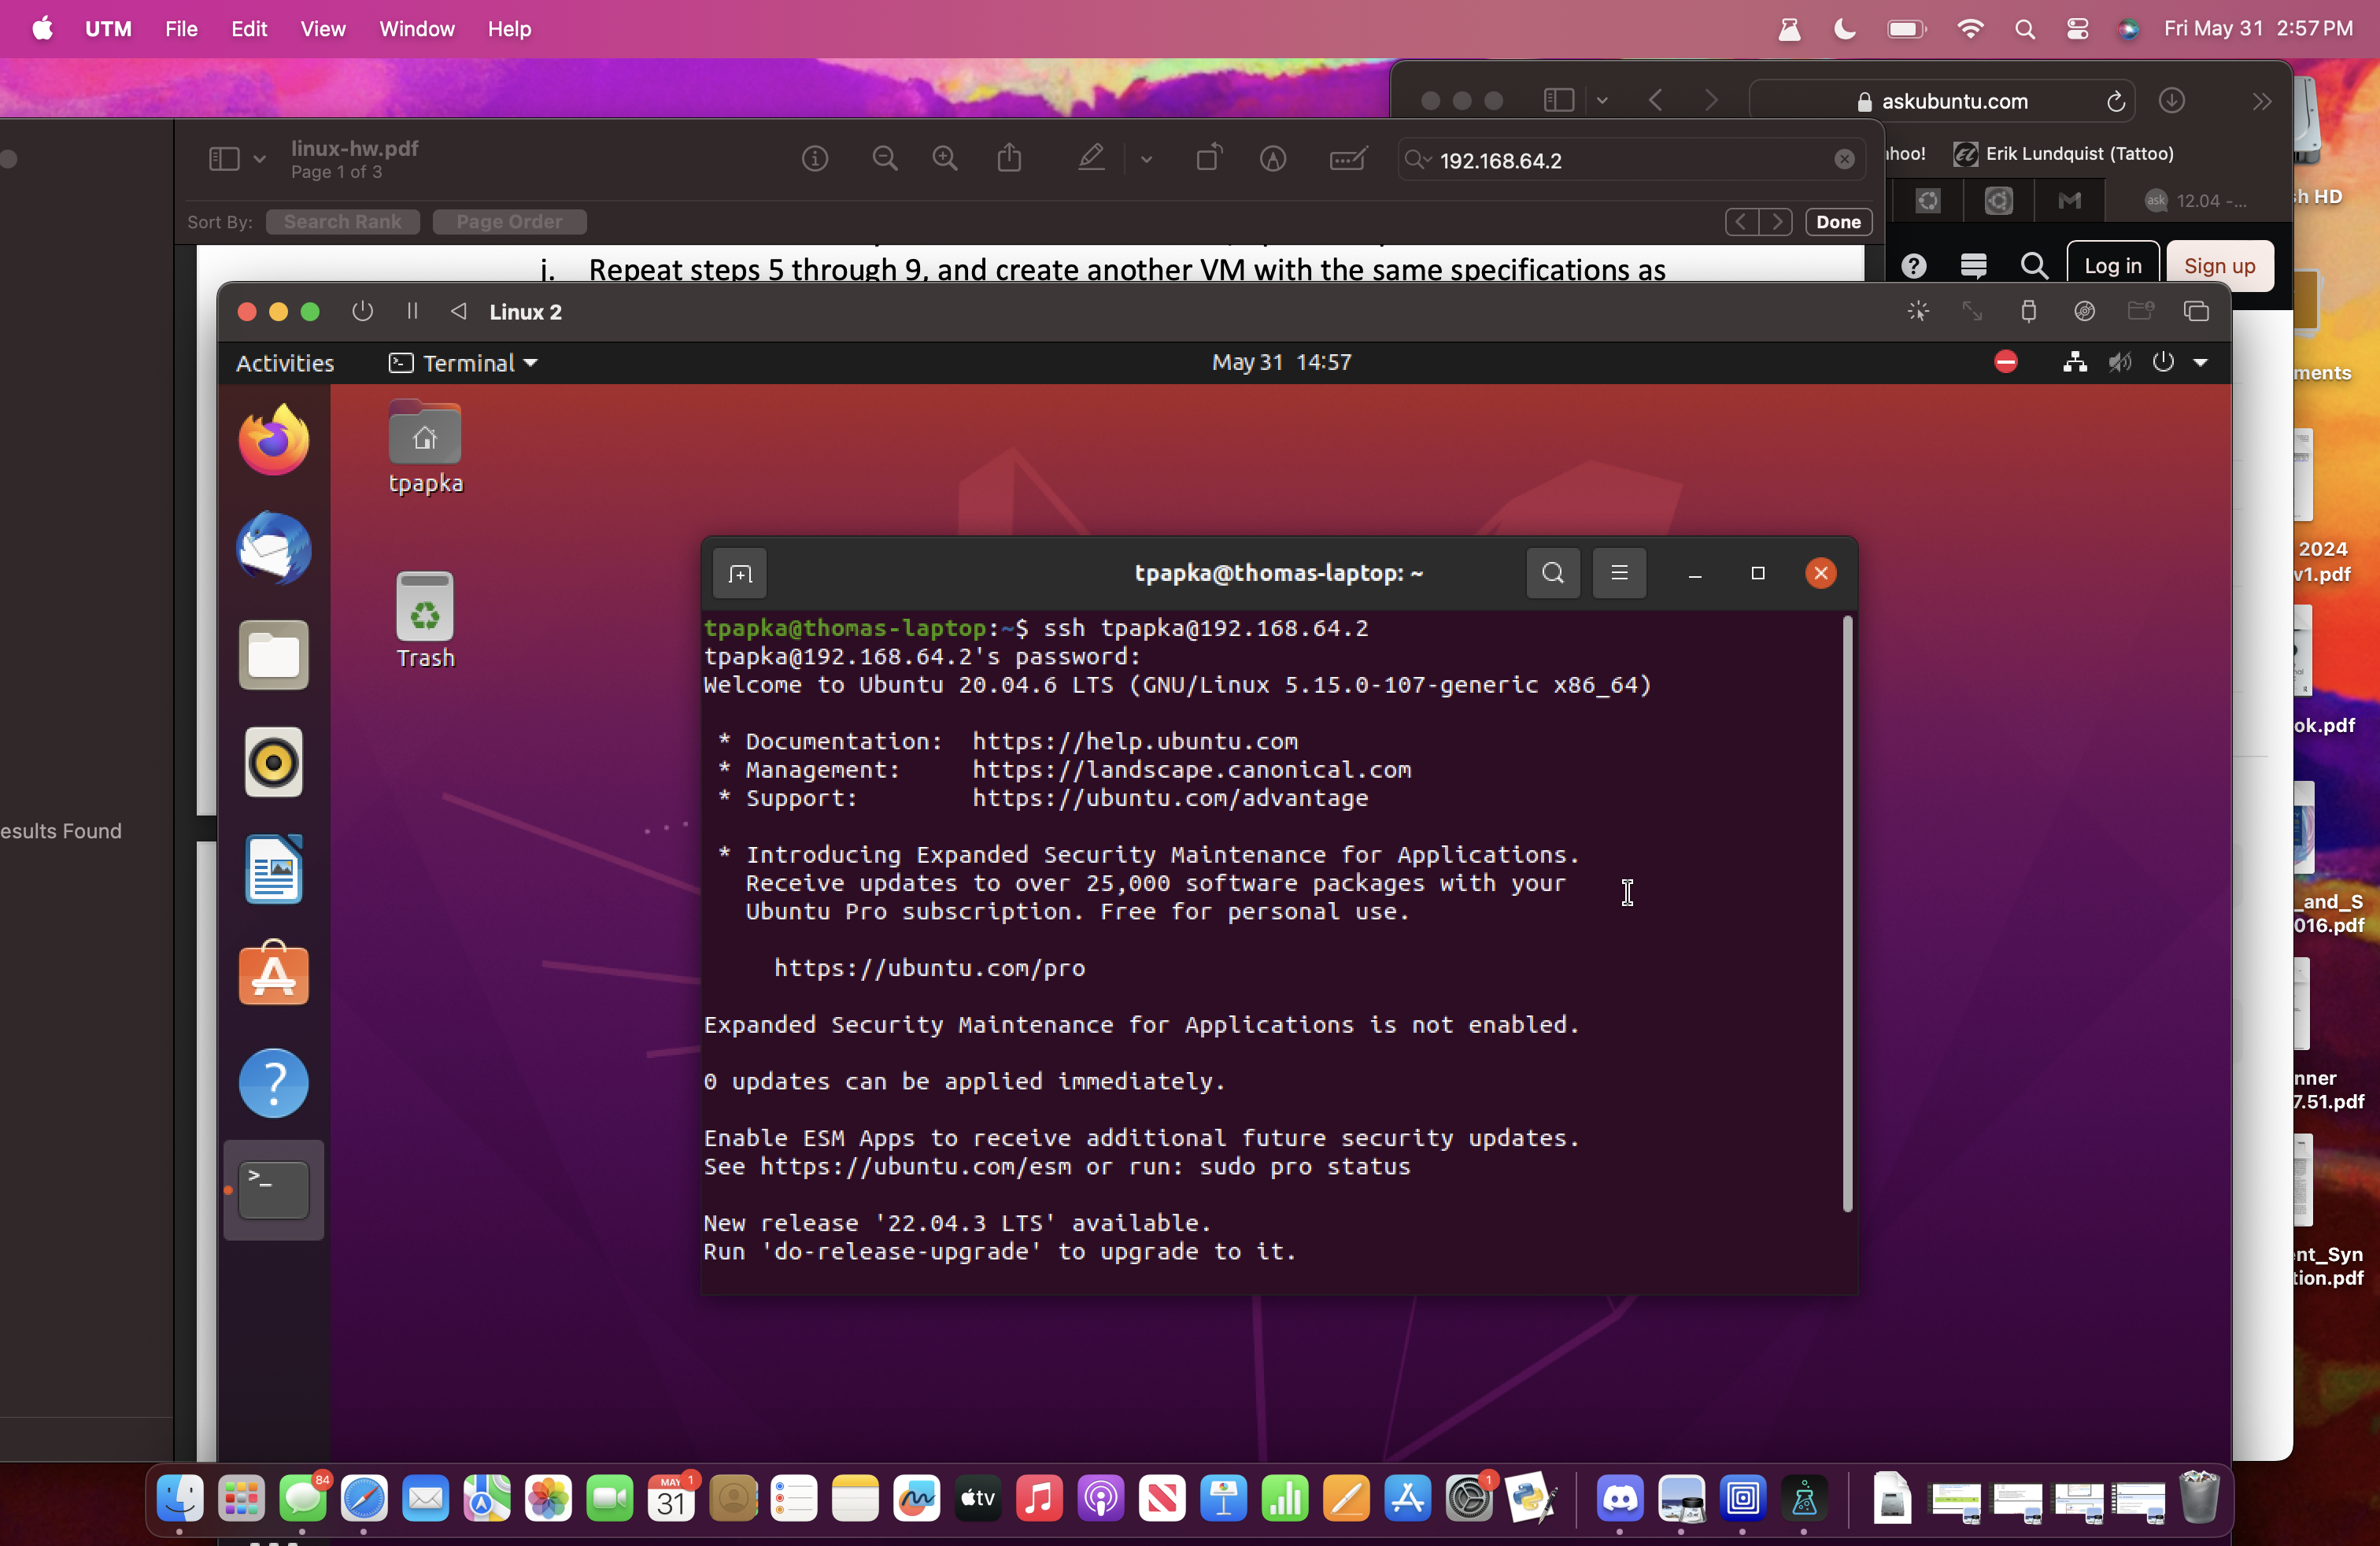 UTM File Edit View Window Help
Fri May 31 2:57 PM
askubuntu.com
linux-hw.pdf
Page 1 of 3
192.168.64.2
ahoo!
Erik Lundquist (Tattoo)
ask 12.04 -...
Sort By: Search Rank Page Order
Done
Log in Sign up
i. Repeat steps 5 through 9, and create another VM with the same specifications as
Linux 2
Activities Terminal May 31 14:57
tpapka
Trash
tpapka@thomas-laptop: ~
tpapka@thomas-laptop:~$ ssh tpapka@192.168.64.2
tpapka@192.168.64.2's password:
Welcome to Ubuntu 20.04.6 LTS (GNU/Linux 5.15.0-107-generic x86_64)
* Documentation: https://help.ubuntu.com
* Management: https://landscape.canonical.com
* Support: https://ubuntu.com/advantage
* Introducing Expanded Security Maintenance for Applications.
Receive updates to over 25,000 software packages with your
Ubuntu Pro subscription. Free for personal use.
https://ubuntu.com/pro
Expanded Security Maintenance for Applications is not enabled.
0 updates can be applied immediately.
Enable ESM Apps to receive additional future security updates.
See https://ubuntu.com/esm or run: sudo pro status
New release '22.04.3 LTS' available.
Run 'do-release-upgrade' to upgrade to it.
esults Found
h HD
ments
2024
v1.pdf
ok.pdf
_and_S
016.pdf
nner
7.51.pdf
nt_Syn
tion.pdf
84
MAY
31
1
tv
1